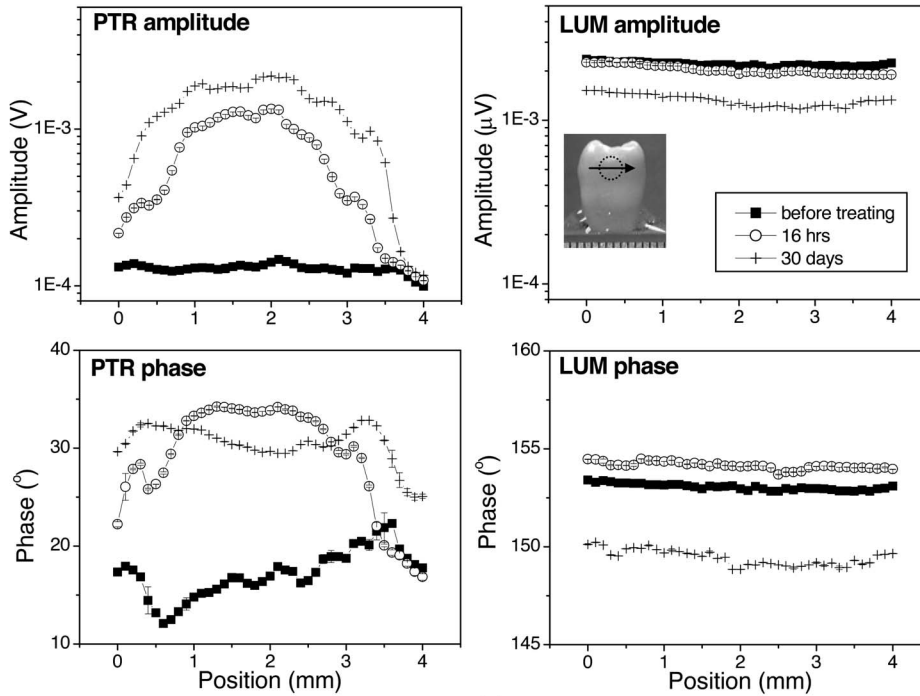 PTR amplitude
Amplitude (V)
1E-3
1E-4
0 1 2 3 4
LUM amplitude
Amplitude (μV)
1E-3
1E-4
before treating
16 hrs
30 days
0 1 2 3 4
PTR phase
Phase (°)
40
30
20
10
0 1 2 3 4
Position (mm)
LUM phase
Phase (°)
160
155
150
145
0 1 2 3 4
Position (mm)